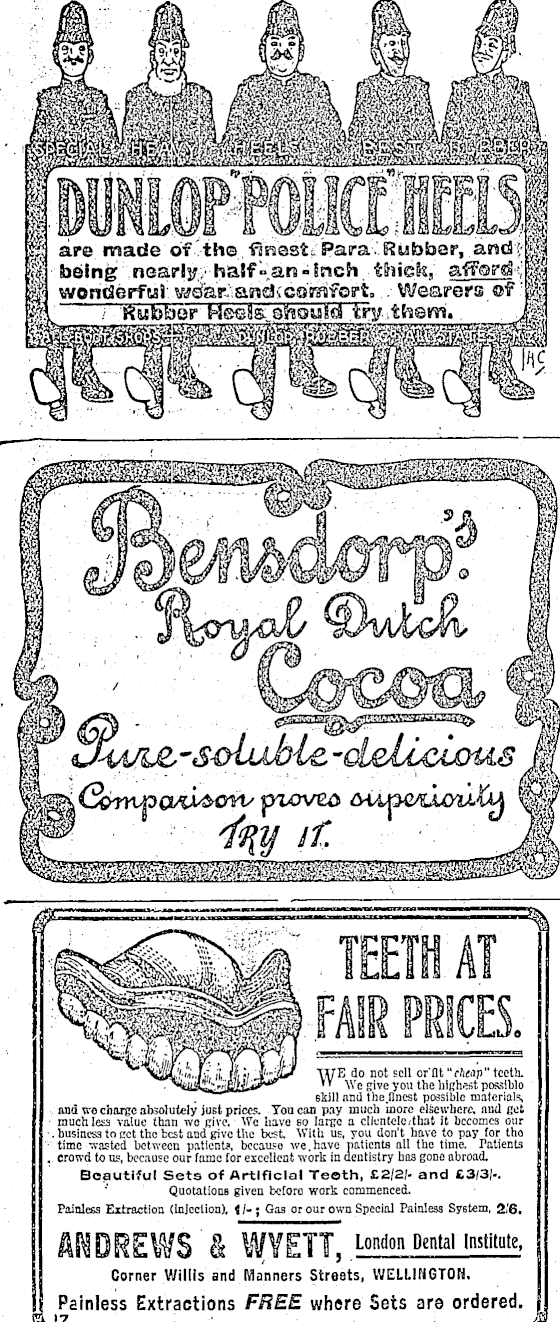 SPECIAL HEAVY HEELS BEST RUBBER
DUNLOP "POLICE" HEELS
are made of the finest Para Rubber, and
being nearly half-an-inch thick, afford
wonderful wear and comfort. Wearers of
Rubber Heels should try them.
DUNLOP RUBBER ALL STATES
Bensdorp's
Royal Dutch
Cocoa
Pure-soluble-delicious
Comparison proves superiority
TRY IT.
TEETH AT
FAIR PRICES.
WE do not sell or fit "cheap" teeth.
We give you the highest possible
skill and the finest possible materials,
and we charge absolutely just prices. You can pay much more elsewhere, and get
much less value than we give. We have so large a clientele that it becomes our
business to get the best and give the best. With us, you don't have to pay for the
time wasted between patients, because we have patients all the time. Patients
crowd to us, because our fame for excellent work in dentistry has gone abroad.
Beautiful Sets of Artificial Teeth, £2/2/- and £3/3/-.
Quotations given before work commenced.
Painless Extraction (injection), 1/-; Gas or our own Special Painless System, 2/6.
ANDREWS & WYETT, London Dental Institute,
Corner Willis and Manners Streets, WELLINGTON.
Painless Extractions FREE where Sets are ordered.
17